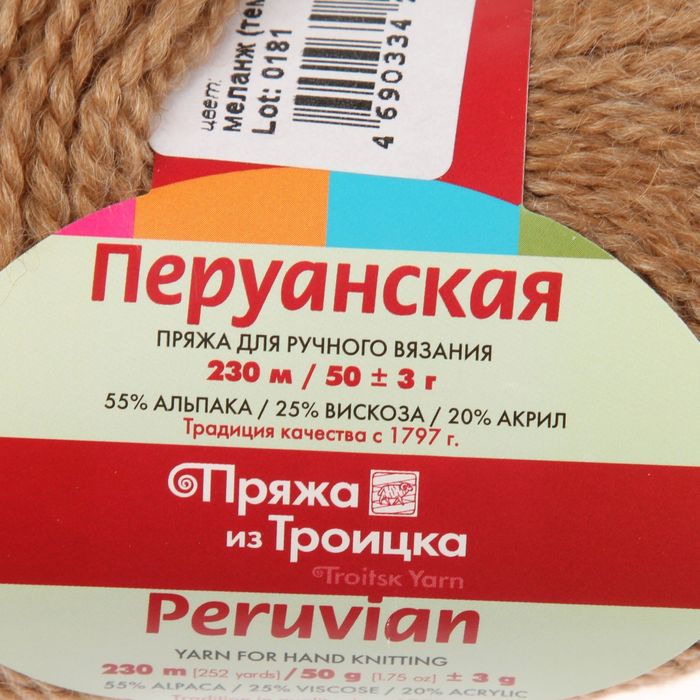 цвет:
меланж (тем
Lot: 0181
4 690334
Перуанская
ПРЯЖА ДЛЯ РУЧНОГО ВЯЗАНИЯ
230 м / 50 ± 3 г
55% АЛЬПАКА / 25% ВИСКОЗА / 20% АКРИЛ
Традиция качества с 1797 г.
Пряжа
из Троицка
Troitsk Yarn
Peruvian
YARN FOR HAND KNITTING
230 m [252 yards] / 50 g [1.75 oz] ± 3 g
55% ALPACA / 25% VISCOSE / 20% ACRYLIC